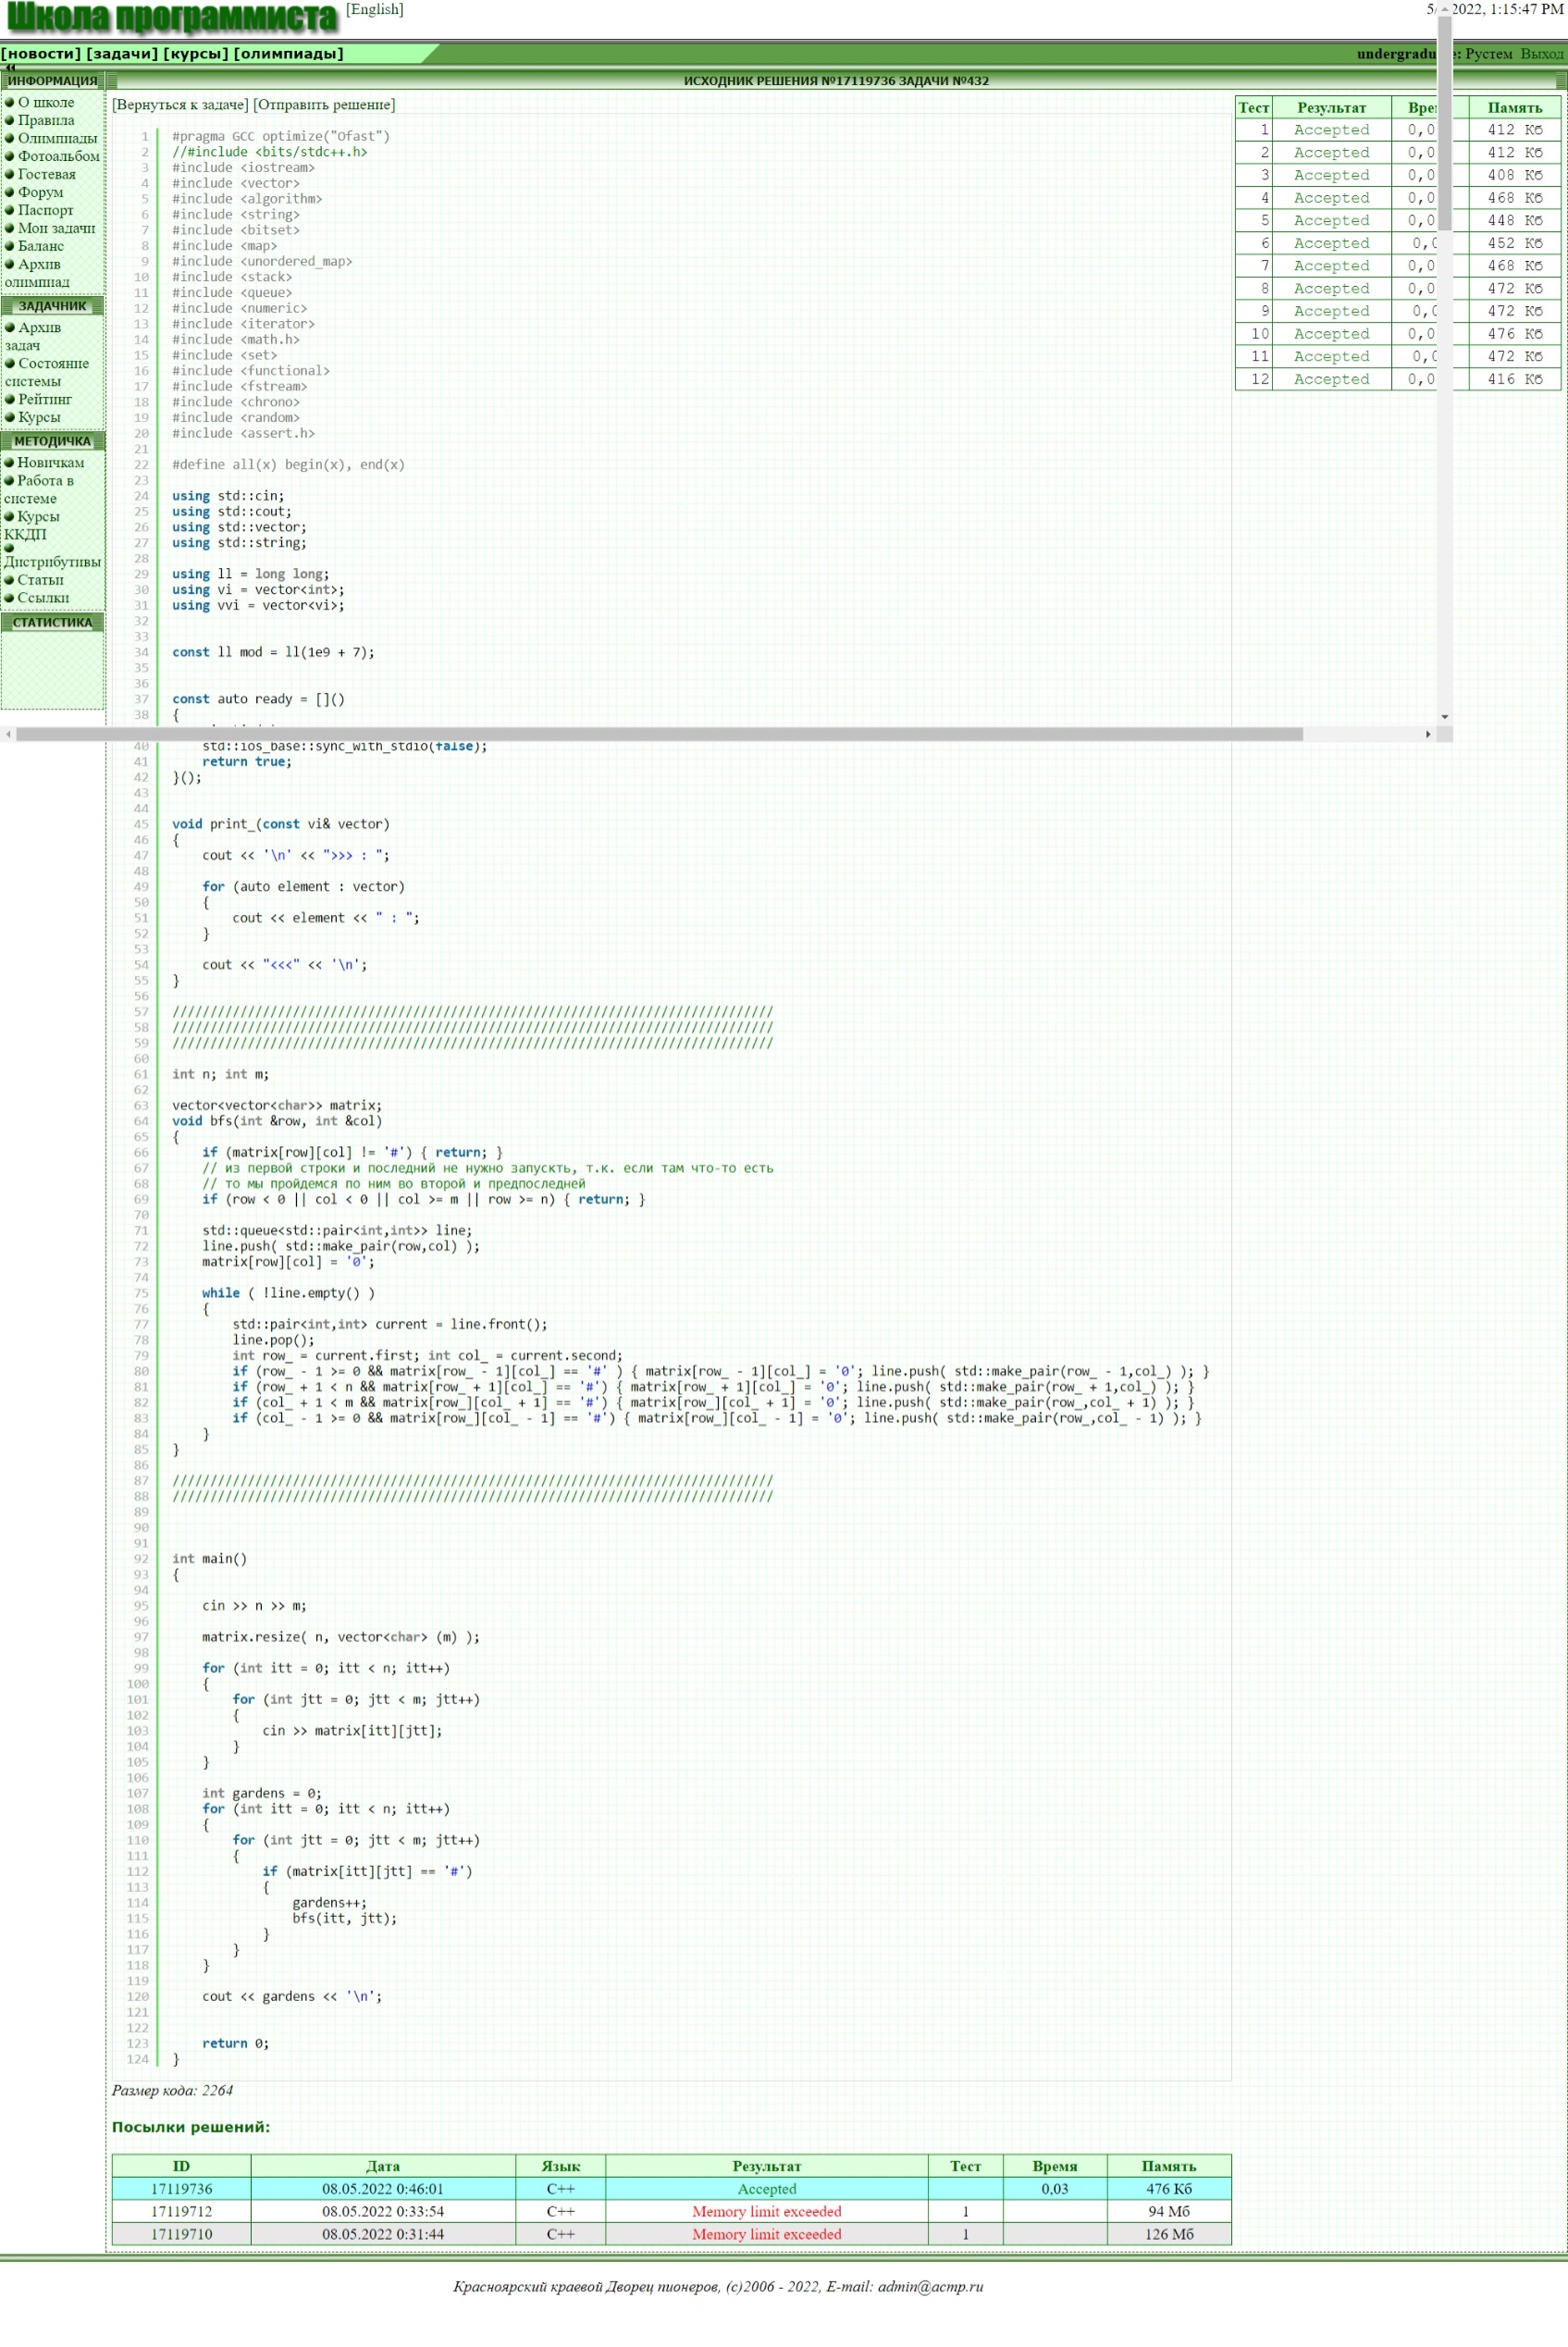 Школа программиста [English]
5/ 2022, 1:15:47 PM
[новости] [задачи] [курсы] [олимпиады]
undergradu e: Рустем Выход
ИНФОРМАЦИЯ
О школе
Правила
Олимпиады
Фотоальбом
Гостевая
Форум
Паспорт
Мои задачи
Баланс
Архив
олимпиад
ЗАДАЧНИК
Архив
задач
Состояние
системы
Рейтинг
Курсы
МЕТОДИЧКА
Новичкам
Работа в
системе
Курсы
ККДП
Дистрибутивы
Статьи
Ссылки
СТАТИСТИКА
ИСХОДНИК РЕШЕНИЯ №17119736 ЗАДАЧИ №432
[Вернуться к задаче] [Отправить решение]
1 #pragma GCC optimize("Ofast")
2 //#include <bits/stdc++.h>
3 #include <iostream>
4 #include <vector>
5 #include <algorithm>
6 #include <string>
7 #include <bitset>
8 #include <map>
9 #include <unordered_map>
10 #include <stack>
11 #include <queue>
12 #include <numeric>
13 #include <iterator>
14 #include <math.h>
15 #include <set>
16 #include <functional>
17 #include <fstream>
18 #include <chrono>
19 #include <random>
20 #include <assert.h>
21
22 #define all(x) begin(x), end(x)
23
24 using std::cin;
25 using std::cout;
26 using std::vector;
27 using std::string;
28
29 using ll = long long;
30 using vi = vector<int>;
31 using vvi = vector<vi>;
32
33
34 const ll mod = ll(1e9 + 7);
35
36
37 const auto ready = []()
38 {
40 std::ios_base::sync_with_stdio(false);
41 return true;
42 }();
43
44
45 void print_(const vi& vector)
46 {
47 cout << '\n' << ">>> : ";
48
49 for (auto element : vector)
50 {
51 cout << element << " : ";
52 }
53
54 cout << "<<<" << '\n';
55 }
56
57 ////////////////////////////////////////////////////////////////////////////////
58 ////////////////////////////////////////////////////////////////////////////////
59 ////////////////////////////////////////////////////////////////////////////////
60
61 int n; int m;
62
63 vector<vector<char>> matrix;
64 void bfs(int &row, int &col)
65 {
66 if (matrix[row][col] != '#') { return; }
67 // из первой строки и последний не нужно запускть, т.к. если там что-то есть
68 // то мы пройдемся по ним во второй и предпоследней
69 if (row < 0 || col < 0 || col >= m || row >= n) { return; }
70
71 std::queue<std::pair<int,int>> line;
72 line.push( std::make_pair(row,col) );
73 matrix[row][col] = '0';
74
75 while ( !line.empty() )
76 {
77 std::pair<int,int> current = line.front();
78 line.pop();
79 int row_ = current.first; int col_ = current.second;
80 if (row_ - 1 >= 0 && matrix[row_ - 1][col_] == '#' ) { matrix[row_ - 1][col_] = '0'; line.push( std::make_pair(row_ - 1,col_) ); }
81 if (row_ + 1 < n && matrix[row_ + 1][col_] == '#') { matrix[row_ + 1][col_] = '0'; line.push( std::make_pair(row_ + 1,col_) ); }
82 if (col_ + 1 < m && matrix[row_][col_ + 1] == '#') { matrix[row_][col_ + 1] = '0'; line.push( std::make_pair(row_,col_ + 1) ); }
83 if (col_ - 1 >= 0 && matrix[row_][col_ - 1] == '#') { matrix[row_][col_ - 1] = '0'; line.push( std::make_pair(row_,col_ - 1) ); }
84 }
85 }
86
87 ////////////////////////////////////////////////////////////////////////////////
88 ////////////////////////////////////////////////////////////////////////////////
89
90
91
92 int main()
93 {
94
95 cin >> n >> m;
96
97 matrix.resize( n, vector<char> (m) );
98
99 for (int itt = 0; itt < n; itt++)
100 {
101 for (int jtt = 0; jtt < m; jtt++)
102 {
103 cin >> matrix[itt][jtt];
104 }
105 }
106
107 int gardens = 0;
108 for (int itt = 0; itt < n; itt++)
109 {
110 for (int jtt = 0; jtt < m; jtt++)
111 {
112 if (matrix[itt][jtt] == '#')
113 {
114 gardens++;
115 bfs(itt, jtt);
116 }
117 }
118 }
119
120 cout << gardens << '\n';
121
122
123 return 0;
124 }
Размер кода: 2264
Тест Результат Вре Память
1 Accepted 0,0 412 Кб
2 Accepted 0,0 412 Кб
3 Accepted 0,0 408 Кб
4 Accepted 0,0 468 Кб
5 Accepted 0,0 448 Кб
6 Accepted 0,0 452 Кб
7 Accepted 0,0 468 Кб
8 Accepted 0,0 472 Кб
9 Accepted 0,0 472 Кб
10 Accepted 0,0 476 Кб
11 Accepted 0,0 472 Кб
12 Accepted 0,0 416 Кб
Посылки решений:
ID Дата Язык Результат Тест Время Память
17119736 08.05.2022 0:46:01 C++ Accepted 0,03 476 Кб
17119712 08.05.2022 0:33:54 C++ Memory limit exceeded 1 94 Мб
17119710 08.05.2022 0:31:44 C++ Memory limit exceeded 1 126 Мб
Красноярский краевой Дворец пионеров, (c)2006 - 2022, E-mail: admin@acmp.ru